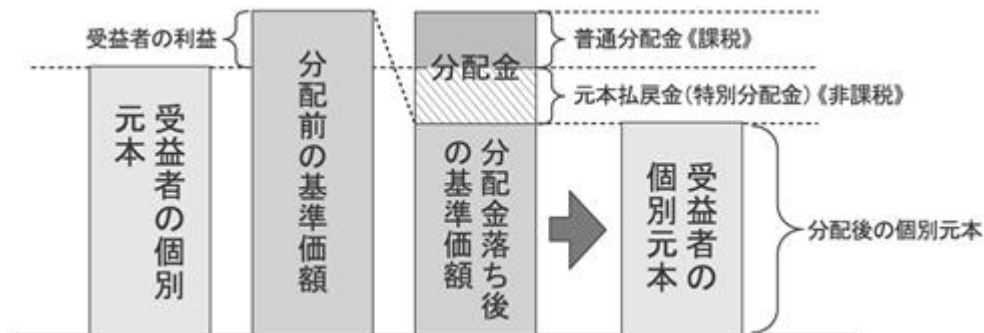 受益者の利益
受益者の個別
元本
分配前の基準価額
分配金
分配金落ち後
の基準価額
普通分配金《課税》
元本払戻金(特別分配金)《非課税》
受益者の
個別元本
分配後の個別元本